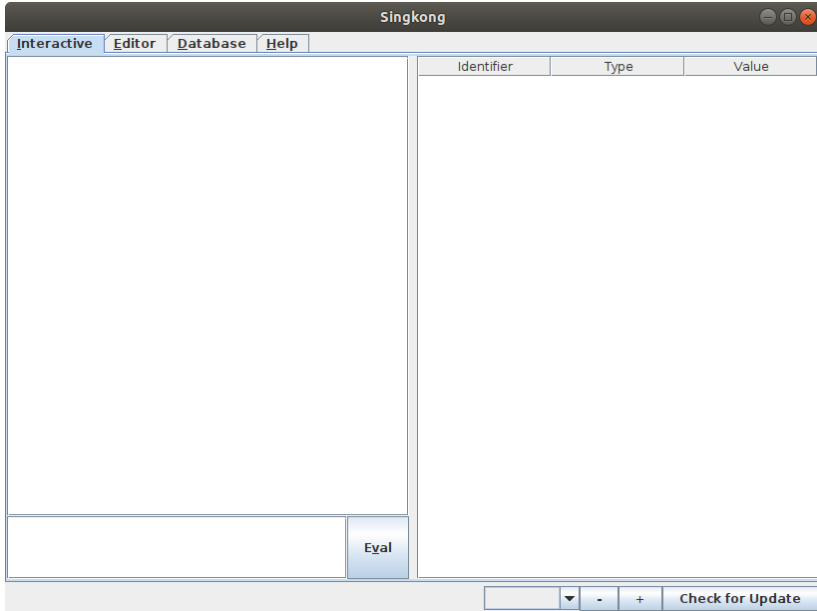 Singkong
Interactive Editor Database Help
Identifier Type Value
Eval
- + Check for Update